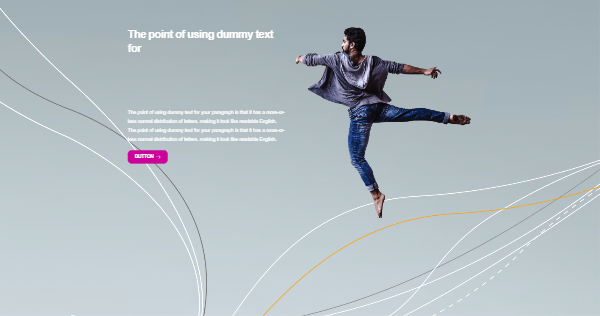 The point of using dummy text
for
The point of using dummy text for your paragraph is that it has a more-or-
less normal distribution of letters. making it look like readable English.
The point of using dummy text for your paragraph is that it has a more-or-
less normal distribution of letters. making it look like readable English.
BUTTON →